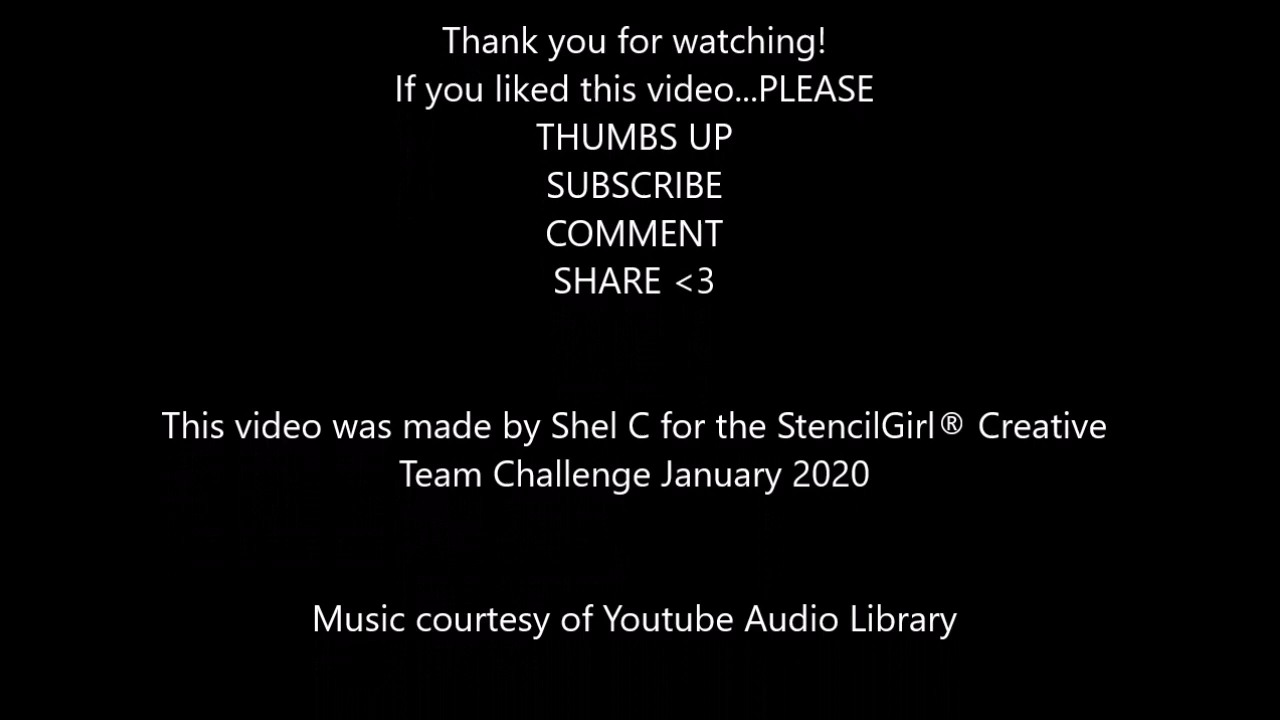 Thank you for watching!
If you liked this video...PLEASE
THUMBS UP
SUBSCRIBE
COMMENT
SHARE <3
This video was made by Shel C for the StencilGirl® Creative
Team Challenge January 2020
Music courtesy of Youtube Audio Library